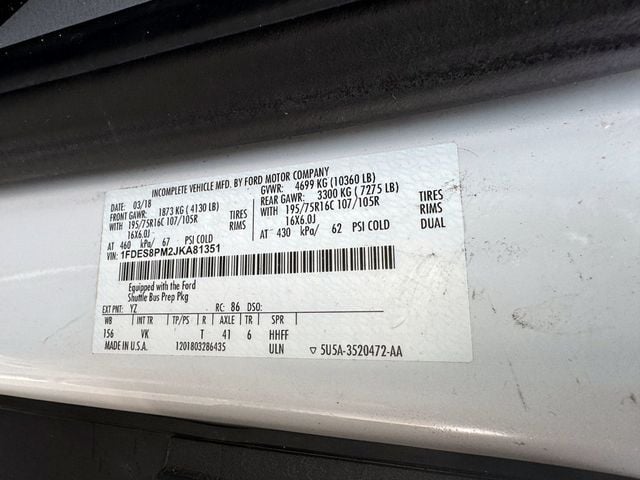 INCOMPLETE VEHICLE MFD. BY FORD MOTOR COMPANY
03/18 GVWR: 4699 KG (10360 LB)
FRONT GAWR: 1873 KG ( 4130 LB) REAR GAWR: 3300 KG ( 7275 LB)
195/75R16C 107/105R TIRES 195/75R16C 107/105R TIRES
16X6.0J RIMS 16X6.0J RIMS
AT 460 kPa/ 67 PSI COLD AT 430 kPa/ 62 PSI COLD DUAL
VIN: 1FDES8PM2JKA81351
Equipped with the Ford
Shuttle Bus Prep Pkg
EXT PNT: YZ RC: 86 DSO:
WB INT TR TP/PS R AXLE TR SPR
156 VK T 41 6 HHFF
MADE IN U.S.A. 1201803286435 ULN ▽ 5U5A-3520472-AA